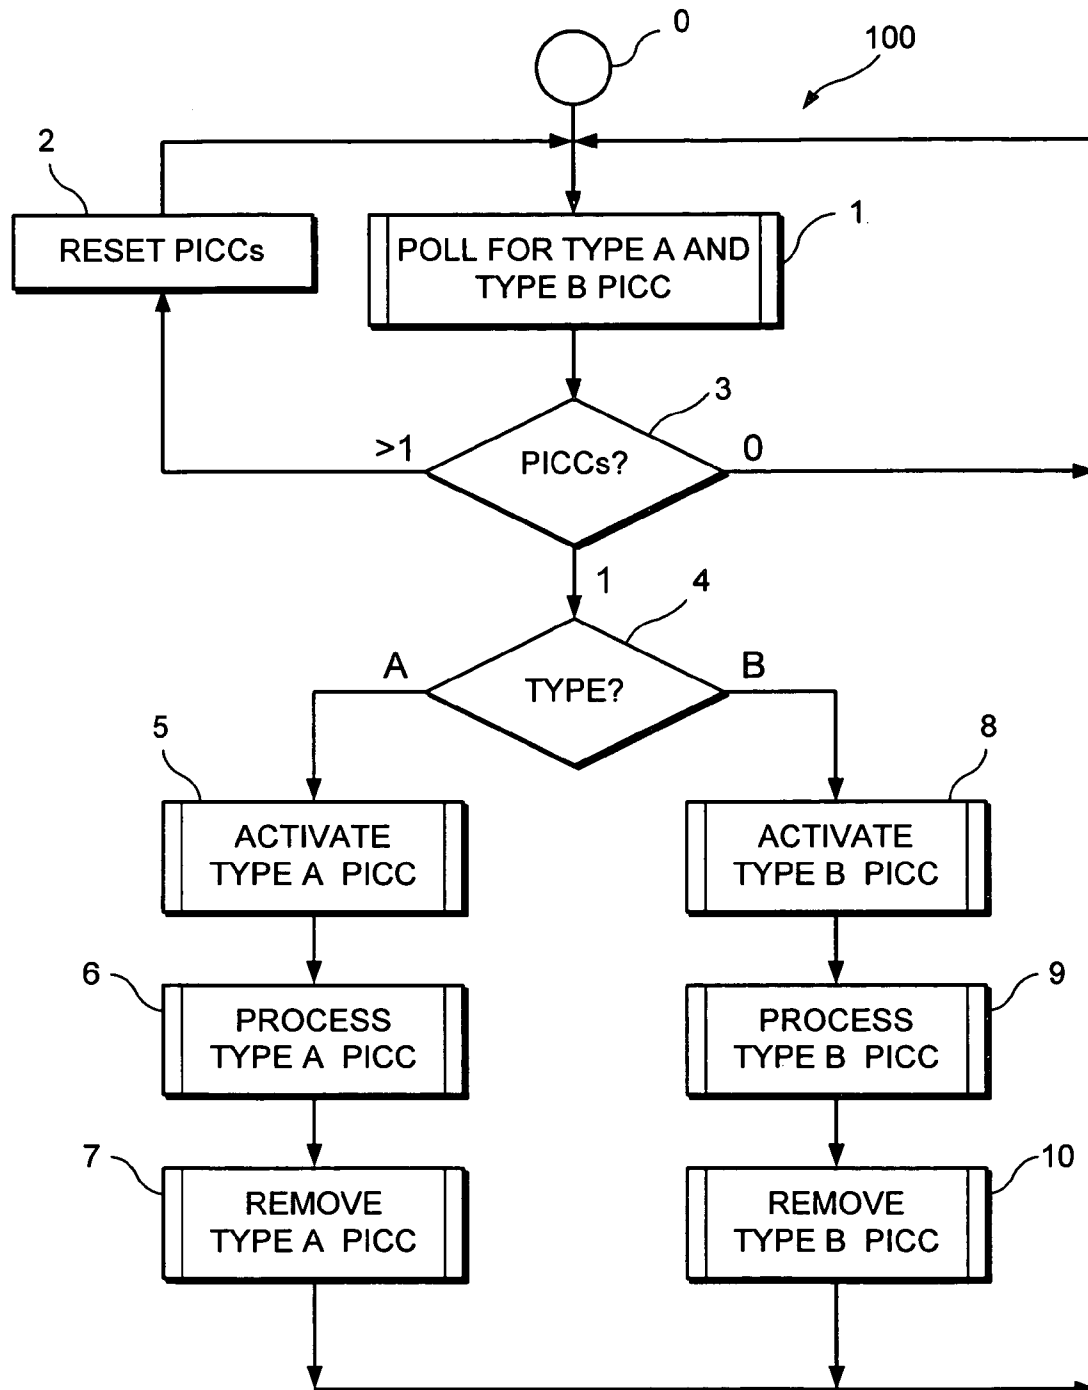 0
100
2
1
RESET PICCs
POLL FOR TYPE A AND
TYPE B PICC
3
>1
PICCs?
0
1
4
A
TYPE?
B
5
8
ACTIVATE
TYPE A PICC
ACTIVATE
TYPE B PICC
6
9
PROCESS
TYPE A PICC
PROCESS
TYPE B PICC
7
10
REMOVE
TYPE A PICC
REMOVE
TYPE B PICC